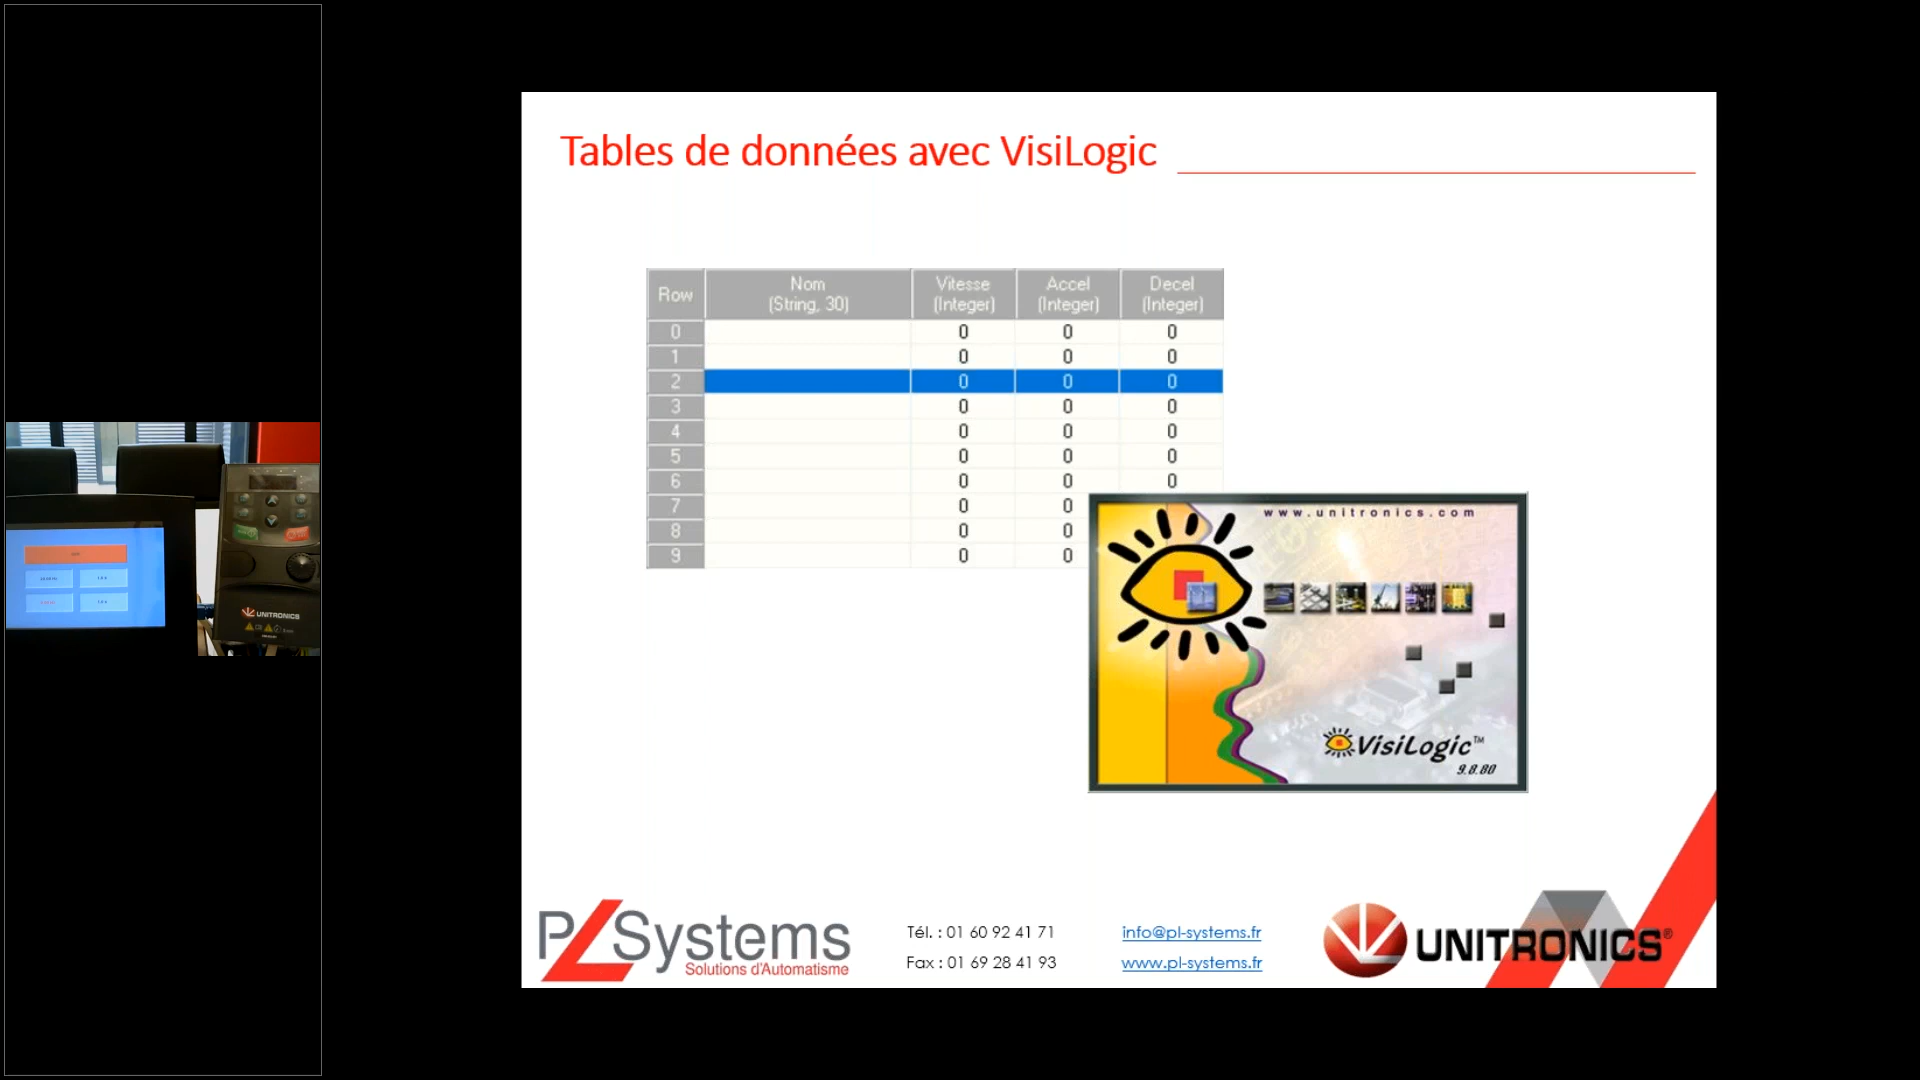 Tables de données avec VisiLogic
Row Nom (String, 30) Vitesse (Integer) Accel (Integer) Decel (Integer)
0 0 0 0
1 0 0 0
2 0 0 0
3 0 0 0
4 0 0 0
5 0 0 0
6 0 0 0
7 0 0
8 0 0
9 0 0
www.unitronics.com
VisiLogic™
9.8.80
UNITRONICS
PL Systems
Solutions d'Automatisme
Tél. : 01 60 92 41 71
Fax : 01 69 28 41 93
info@pl-systems.fr
www.pl-systems.fr
UNITRONICS®